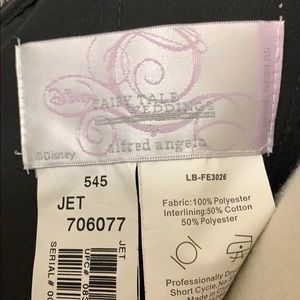 Disney
FAIRY TALE
WEDDINGS
alfred angelo
©Disney
545
JET
706077
JET
UPC#
SERIAL #
LB-FE3026
Fabric:100% Polyester
Interlining:50% Cotton
50% Polyester
Professionally Dry
Short Cycle.No